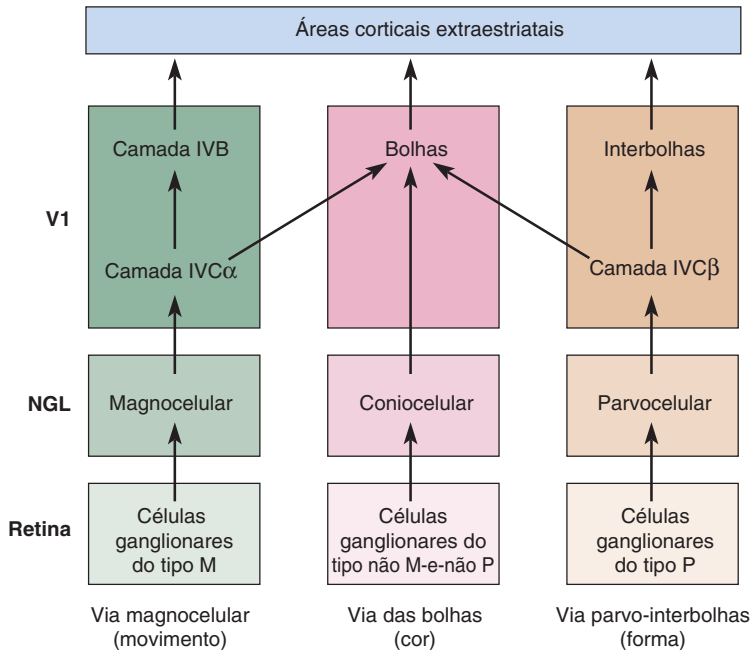 Áreas corticais extraestriatais
V1
Camada IVB
Bolhas
Interbolhas
Camada IVCα
Camada IVCβ
NGL
Magnocelular
Coniocelular
Parvocelular
Retina
Células
ganglionares
do tipo M
Células
ganglionares do
tipo não M-e-não P
Células
ganglionares
do tipo P
Via magnocelular
(movimento)
Via das bolhas
(cor)
Via parvo-interbolhas
(forma)